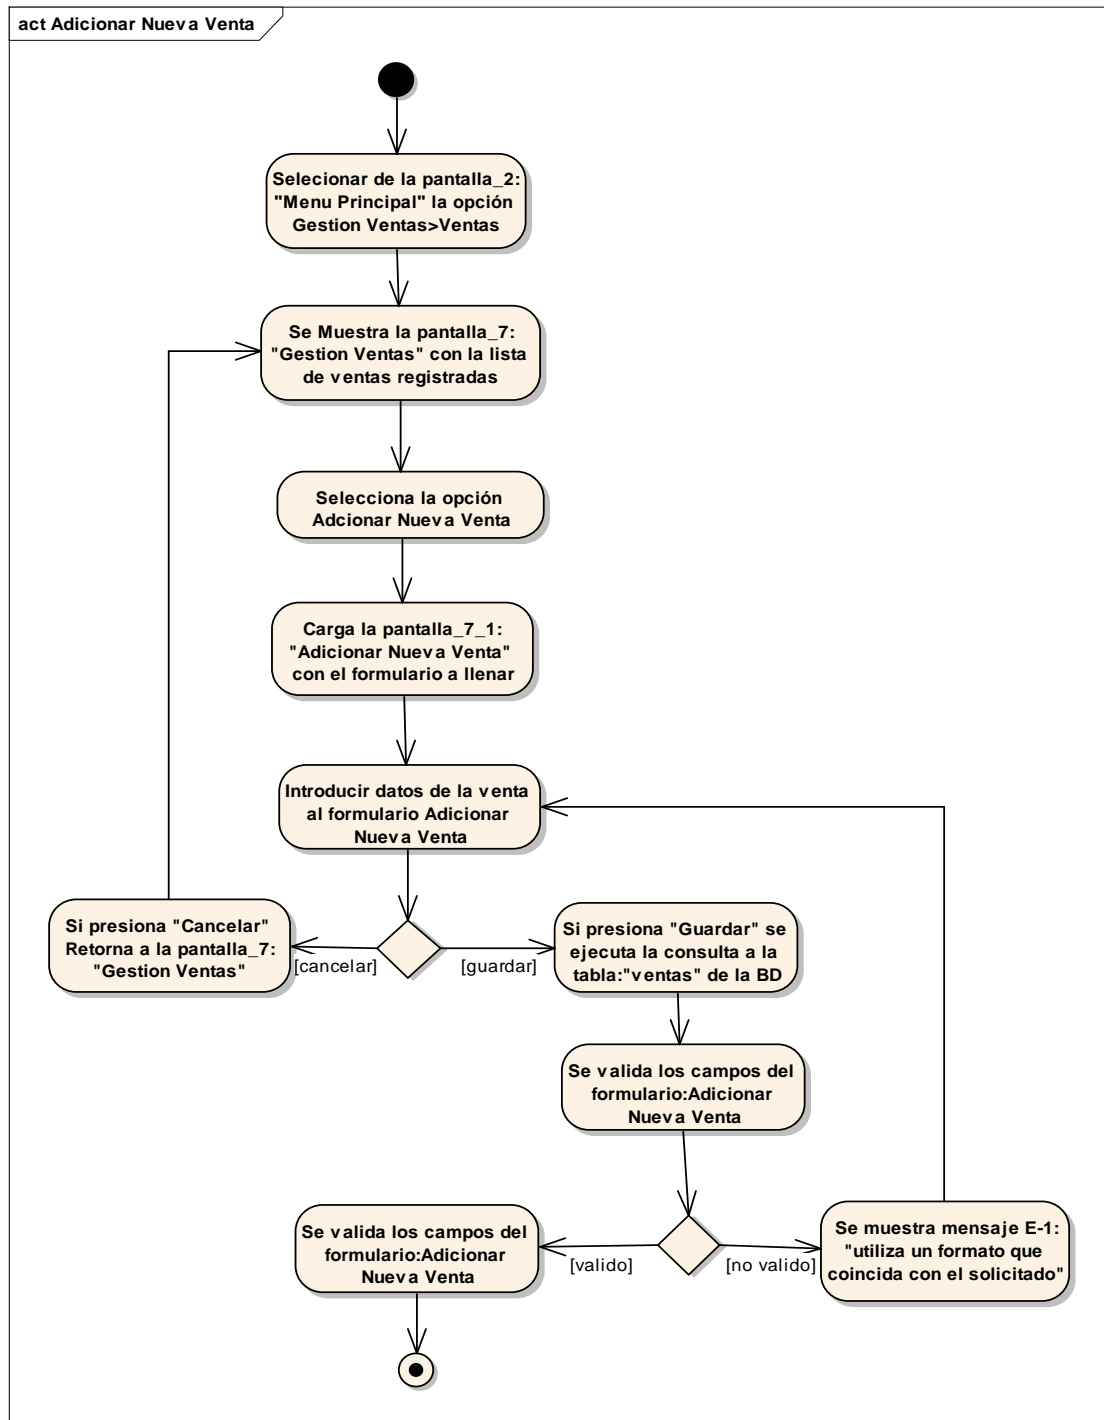 act Adicionar Nueva Venta
Selecionar de la pantalla_2:
"Menu Principal" la opción
Gestion Ventas>Ventas
Se Muestra la pantalla_7:
"Gestion Ventas" con la lista
de ventas registradas
Selecciona la opción
Adcionar Nueva Venta
Carga la pantalla_7_1:
"Adicionar Nueva Venta"
con el formulario a llenar
Introducir datos de la venta
al formulario Adicionar
Nueva Venta
Si presiona "Cancelar"
Retorna a la pantalla_7:
"Gestion Ventas"
[cancelar]
[guardar]
Si presiona "Guardar" se
ejecuta la consulta a la
tabla:"ventas" de la BD
Se valida los campos del
formulario:Adicionar
Nueva Venta
Se valida los campos del
formulario:Adicionar
Nueva Venta
[valido]
[no valido]
Se muestra mensaje E-1:
"utiliza un formato que
coincida con el solicitado"